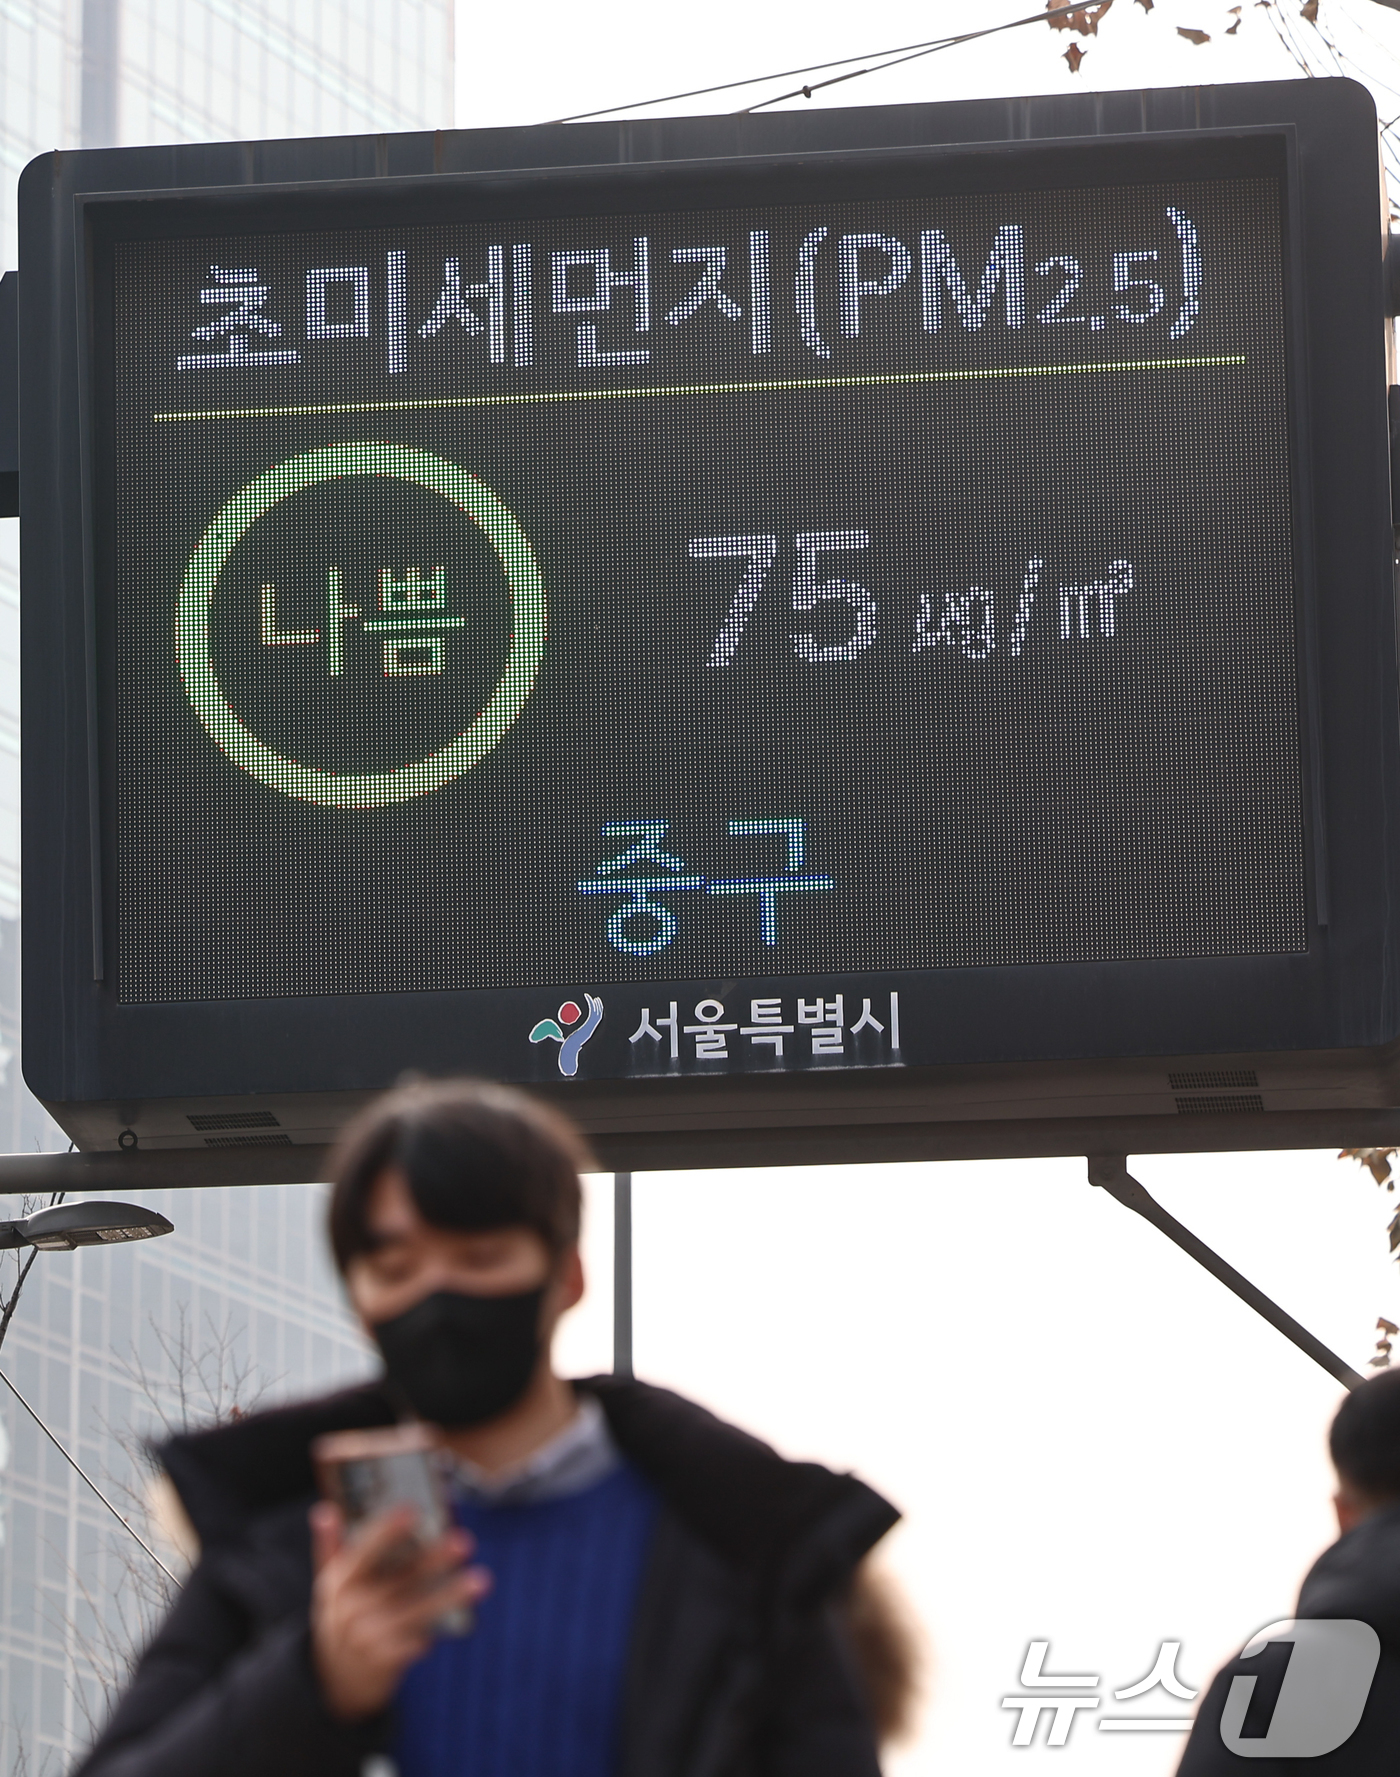 초미세먼지(PM2.5)
나쁨
75 ㎍/㎥
중구
서울특별시
뉴스1